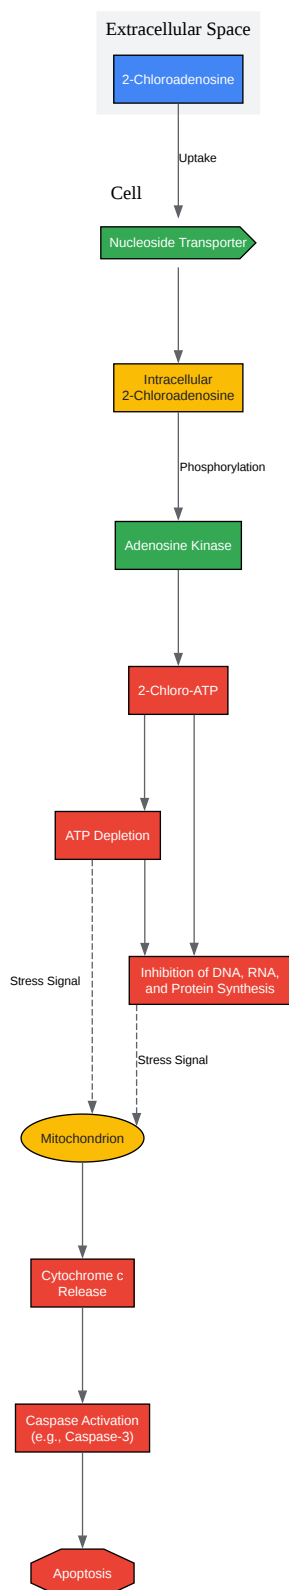 Extracellular Space
2-Chloroadenosine
Uptake
Cell
Nucleoside Transporter
Intracellular
2-Chloroadenosine
Phosphorylation
Adenosine Kinase
2-Chloro-ATP
ATP Depletion
Inhibition of DNA, RNA,
and Protein Synthesis
Stress Signal
Stress Signal
Mitochondrion
Cytochrome c
Release
Caspase Activation
(e.g., Caspase-3)
Apoptosis